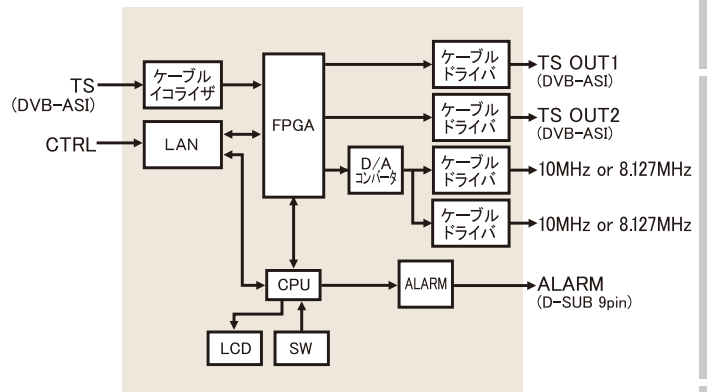 TS
(DVB-ASI)
CTRL
ケーブル
イコライザ
LAN
FPGA
D/A
コンバータ
ケーブル
ドライバ
TS OUT1
(DVB-ASI)
ケーブル
ドライバ
TS OUT2
(DVB-ASI)
ケーブル
ドライバ
10MHz or 8.127MHz
ケーブル
ドライバ
10MHz or 8.127MHz
CPU
ALARM
ALARM
(D-SUB 9pin)
LCD
SW